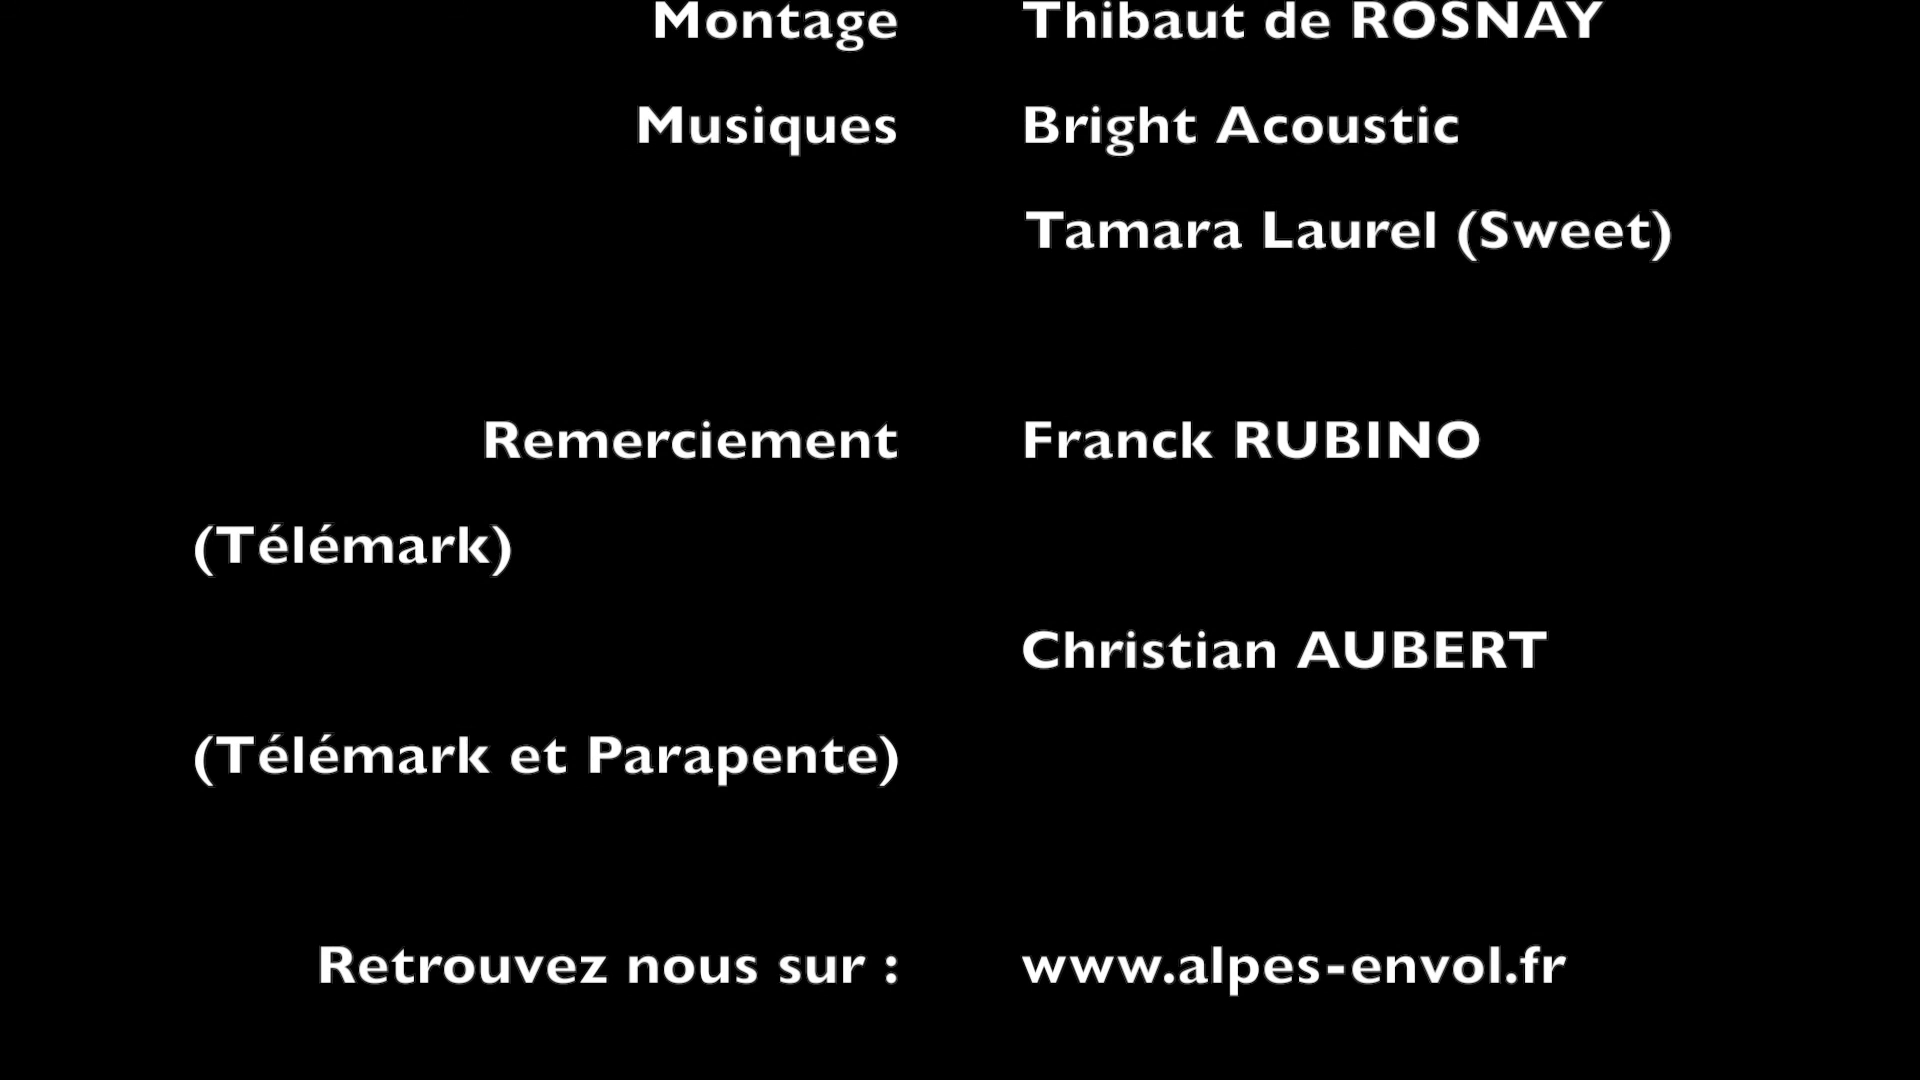 Montage Thibaut de ROSNAY
Musiques Bright Acoustic
Tamara Laurel (Sweet)
Remerciement Franck RUBINO
(Télémark)
Christian AUBERT
(Télémark et Parapente)
Retrouvez nous sur : www.alpes-envol.fr